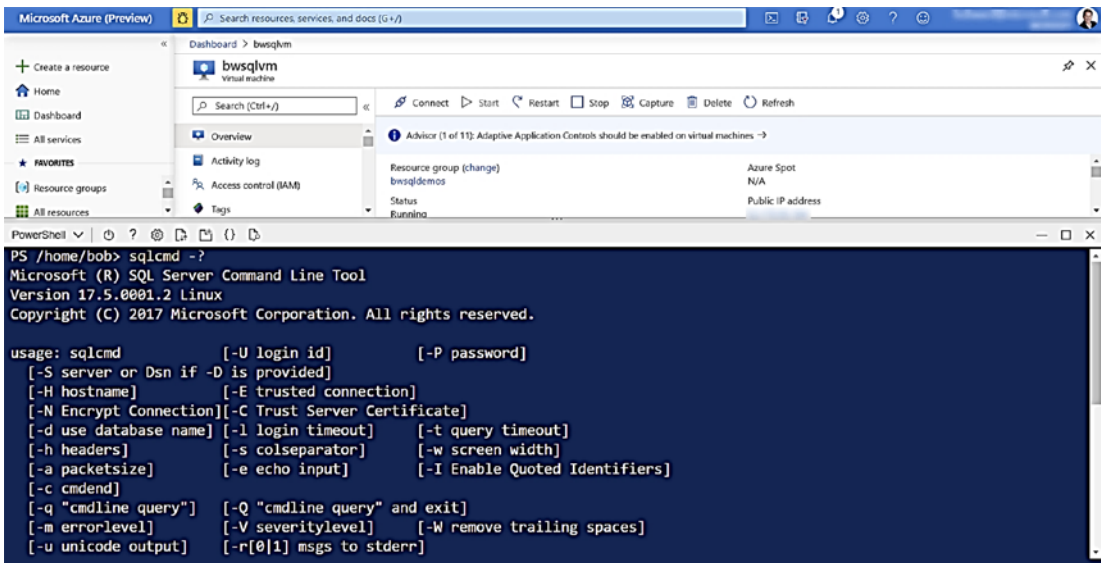 Microsoft Azure (Preview)
Search resources, services, and docs (G+/)
Dashboard > bwsqlvm
Create a resource
Home
Dashboard
All services
FAVORITES
Resource groups
All resources
bwsqlvm
Virtual machine
Search (Ctrl+/)
Overview
Activity log
Access control (IAM)
Tags
Connect Start Restart Stop Capture Delete Refresh
Advisor (1 of 11): Adaptive Application Controls should be enabled on virtual machines →
Resource group (change)
bwsqldemos
Status
Running
Azure Spot
N/A
Public IP address
PowerShell
PS /home/bob> sqlcmd -?
Microsoft (R) SQL Server Command Line Tool
Version 17.5.0001.2 Linux
Copyright (C) 2017 Microsoft Corporation. All rights reserved.
usage: sqlcmd [-U login id] [-P password]
[-S server or Dsn if -D is provided]
[-H hostname] [-E trusted connection]
[-N Encrypt Connection][-C Trust Server Certificate]
[-d use database name] [-l login timeout] [-t query timeout]
[-h headers] [-s colseparator] [-w screen width]
[-a packetsize] [-e echo input] [-I Enable Quoted Identifiers]
[-c cmdend]
[-q "cmdline query"] [-Q "cmdline query" and exit]
[-m errorlevel] [-V severitylevel] [-W remove trailing spaces]
[-u unicode output] [-r[0|1] msgs to stderr]